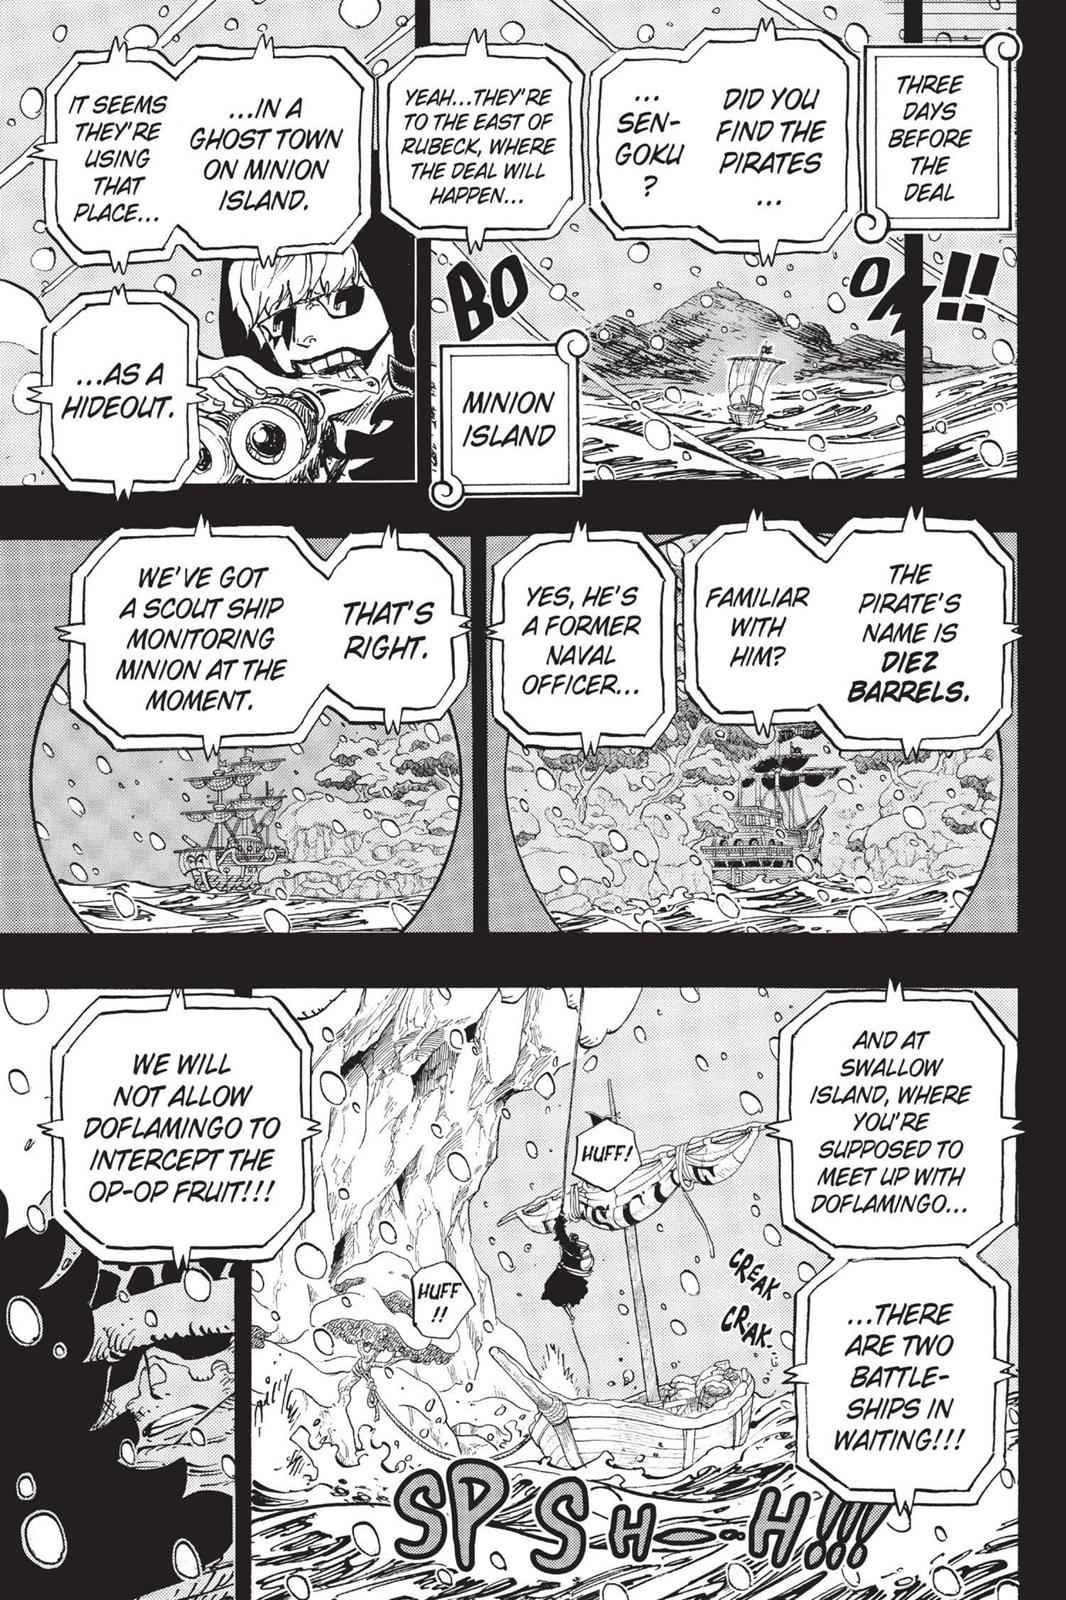 THREE
DAYS
BEFORE
THE
DEAL
DID YOU
FIND THE
PIRATES
...
...
SEN-
GOKU
?
YEAH...THEY'RE
TO THE EAST OF
RUBECK, WHERE
THE DEAL WILL
HAPPEN...
...IN A
GHOST TOWN
ON MINION
ISLAND.
IT SEEMS
THEY'RE
USING
THAT
PLACE...
...AS A
HIDEOUT.
BOOM!!
MINION
ISLAND
THE
PIRATE'S
NAME IS
DIEZ
BARRELS.
FAMILIAR
WITH
HIM?
YES, HE'S
A FORMER
NAVAL
OFFICER...
THAT'S
RIGHT.
WE'VE GOT
A SCOUT SHIP
MONITORING
MINION AT THE
MOMENT.
AND AT
SWALLOW
ISLAND, WHERE
YOU'RE
SUPPOSED TO
MEET UP WITH
DOFLAMINGO...
...THERE
ARE TWO
BATTLE-
SHIPS IN
WAITING!!!
HUFF!
HUFF
!!
CREAK
CRAK...
SPSH--H!!!
WE WILL
NOT ALLOW
DOFLAMINGO TO
INTERCEPT THE
OP-OP FRUIT!!!